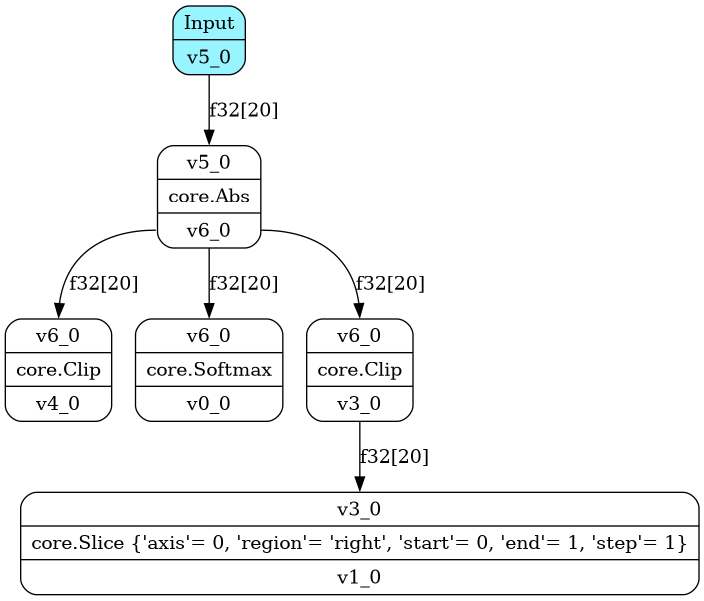 Input
v5_0
f32[20]
v5_0
core.Abs
v6_0
f32[20]
f32[20]
f32[20]
v6_0
core.Clip
v4_0
v6_0
core.Softmax
v0_0
v6_0
core.Clip
v3_0
f32[20]
v3_0
core.Slice {'axis'= 0, 'region'= 'right', 'start'= 0, 'end'= 1, 'step'= 1}
v1_0